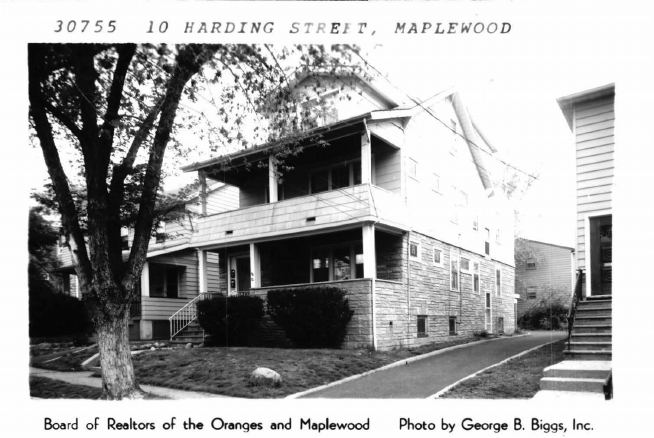 30755 10 HARDING STREET, MAPLEWOOD
Board of Realtors of the Oranges and Maplewood Photo by George B. Biggs, Inc.